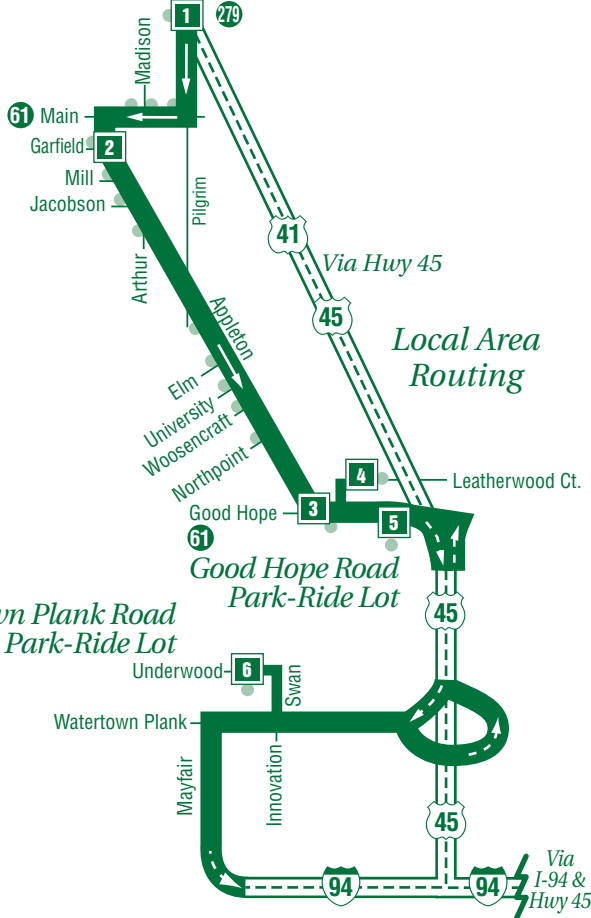 1
279
Madison
61 Main
Garfield
2
Mill
Jacobson
Pilgrim
41
Arthur
Via Hwy 45
45
Appleton
Local Area
Routing
Elm
University
Woosencraft
Northpoint
4
Leatherwood Ct.
Good Hope
3
5
61
Good Hope Road
Park-Ride Lot
45
wn Plank Road
Park-Ride Lot
Underwood
6
Swan
Watertown Plank
Mayfair
Innovation
45
Via
I-94 &
Hwy 45
94
94